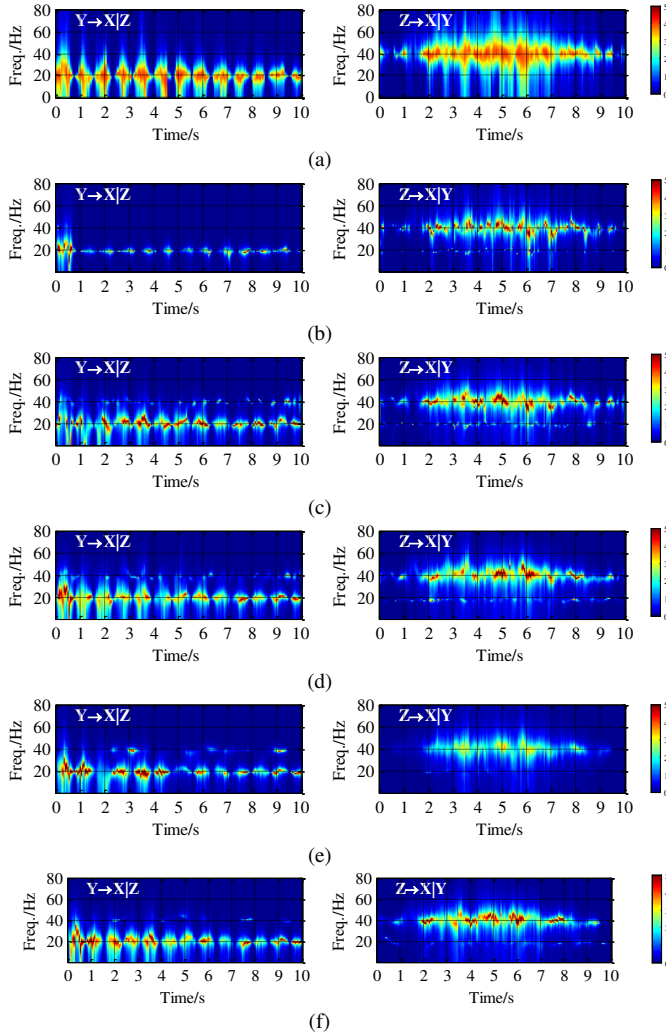 Y→X|Z Z→X|Y
Freq./Hz 80 60 40 20 0 Freq./Hz 80 60 40 20 0
0 1 2 3 4 5 6 7 8 9 10 0 1 2 3 4 5 6 7 8 9 10
Time/s Time/s
(a)
Y→X|Z Z→X|Y
Freq./Hz 80 60 40 20 Freq./Hz 80 60 40 20
0 1 2 3 4 5 6 7 8 9 10 0 1 2 3 4 5 6 7 8 9 10
Time/s Time/s
(b)
Y→X|Z Z→X|Y
Freq./Hz 80 60 40 20 Freq./Hz 80 60 40 20
0 1 2 3 4 5 6 7 8 9 10 0 1 2 3 4 5 6 7 8 9 10
Time/s Time/s
(c)
Y→X|Z Z→X|Y
Freq./Hz 80 60 40 20 Freq./Hz 80 60 40 20
0 1 2 3 4 5 6 7 8 9 10 0 1 2 3 4 5 6 7 8 9 10
Time/s Time/s
(d)
Y→X|Z Z→X|Y
Freq./Hz 80 60 40 20 Freq./Hz 80 60 40 20
0 1 2 3 4 5 6 7 8 9 10 0 1 2 3 4 5 6 7 8 9 10
Time/s Time/s
(e)
Y→X|Z Z→X|Y
Freq./Hz 80 60 40 20 Freq./Hz 80 60 40 20
0 1 2 3 4 5 6 7 8 9 10 0 1 2 3 4 5 6 7 8 9 10
Time/s Time/s
(f)